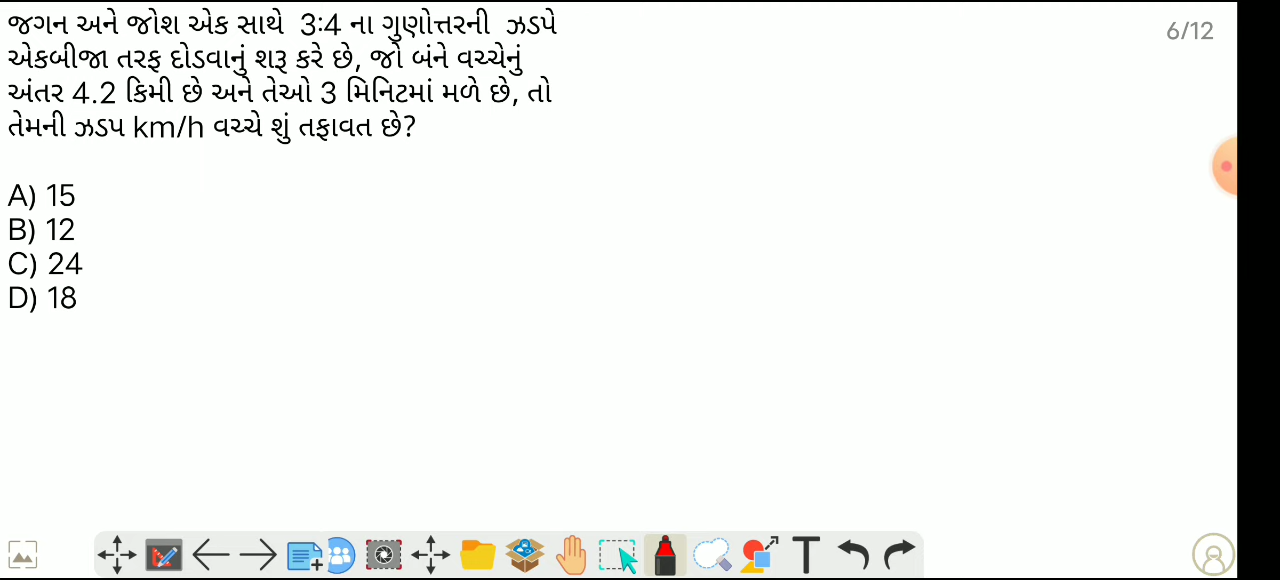 જગન અને જોશ એક સાથે 3:4 ના ગુણોત્તરની ઝડપે
એકબીજા તરફ દોડવાનું શરૂ કરે છે, જો બંને વચ્ચેનું
અંતર 4.2 કિમી છે અને તેઓ 3 મિનિટમાં મળે છે, તો
તેમની ઝડપ km/h વચ્ચે શું તફાવત છે?
A) 15
B) 12
C) 24
D) 18
6/12